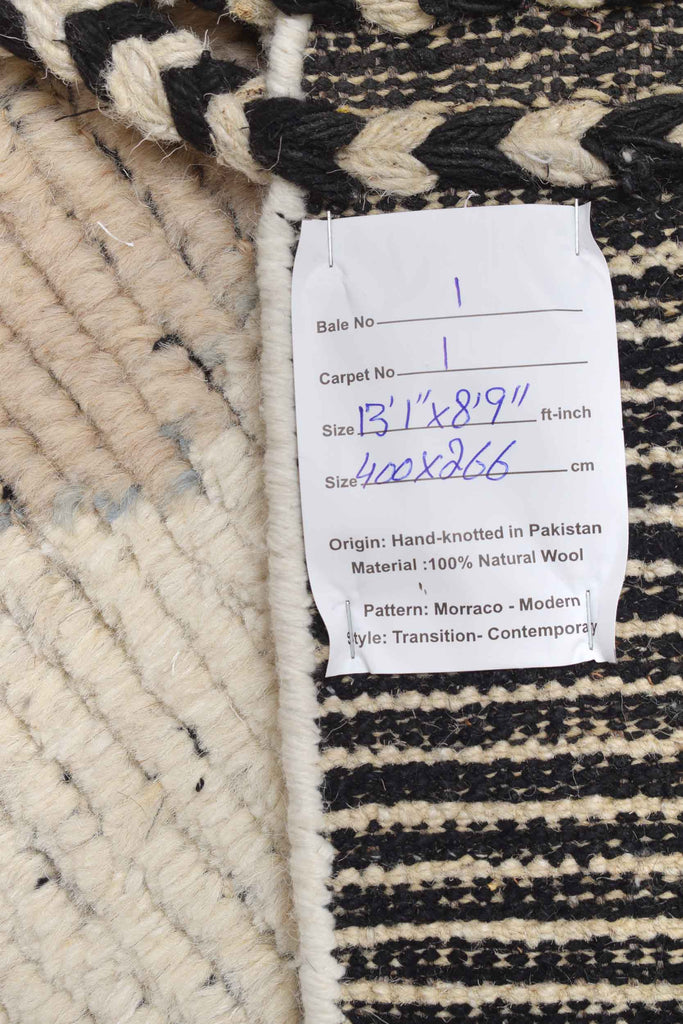 Bale No 1
Carpet No 1
Size 13'1"x8'9" ft-inch
Size 400x266 cm
Origin: Hand-knotted in Pakistan
Material :100% Natural Wool
Pattern: Morraco - Modern
Style: Transition- Contemporay